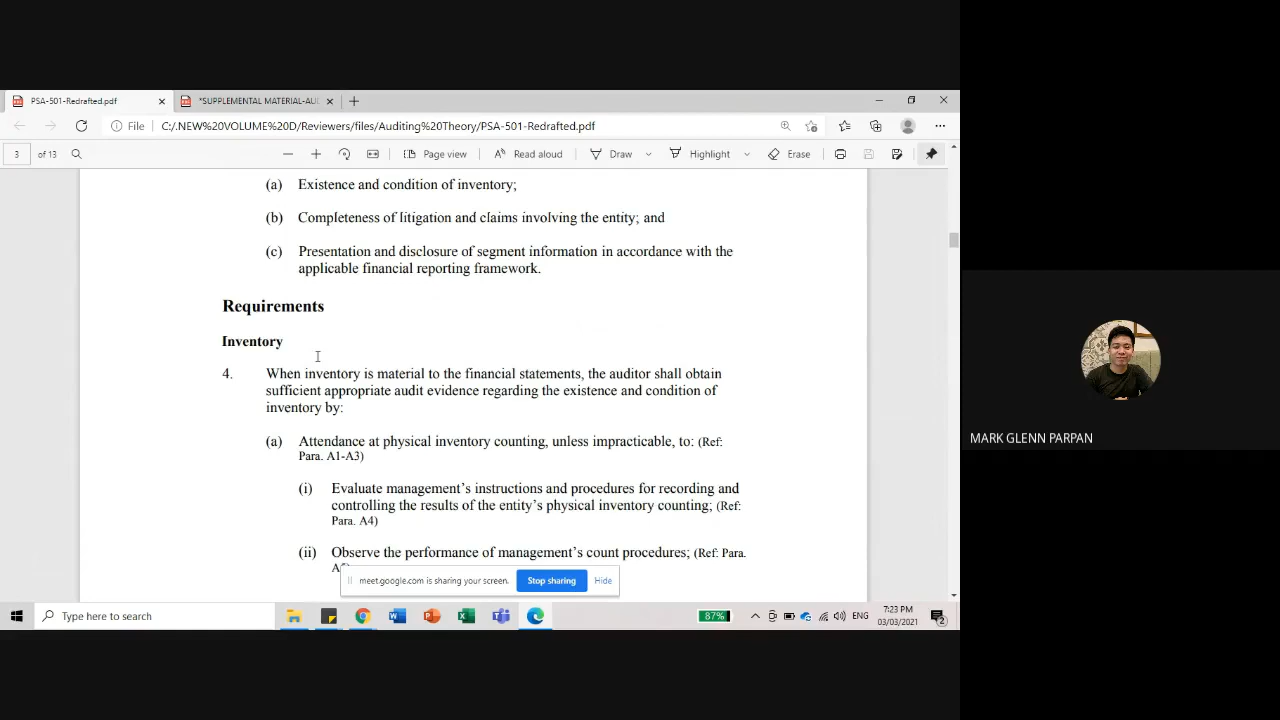 PSA-501-Redrafted.pdf
*SUPPLEMENTAL MATERIAL-AUD
File
C:/.NEW%20VOLUME%20D/Reviewers/files/Auditing%20Theory/PSA-501-Redrafted.pdf
3 of 13
Page view
Read aloud
Draw
Highlight
Erase
(a) Existence and condition of inventory;
(b) Completeness of litigation and claims involving the entity; and
(c) Presentation and disclosure of segment information in accordance with the
applicable financial reporting framework.
Requirements
Inventory
4. When inventory is material to the financial statements, the auditor shall obtain
sufficient appropriate audit evidence regarding the existence and condition of
inventory by:
(a) Attendance at physical inventory counting, unless impracticable, to: (Ref:
Para. A1-A3)
(i) Evaluate management's instructions and procedures for recording and
controlling the results of the entity's physical inventory counting; (Ref:
Para. A4)
(ii) Observe the performance of management's count procedures; (Ref: Para.
meet.google.com is sharing your screen.
Stop sharing
Hide
Type here to search
87%
ENG
7:23 PM
03/03/2021
2
MARK GLENN PARPAN